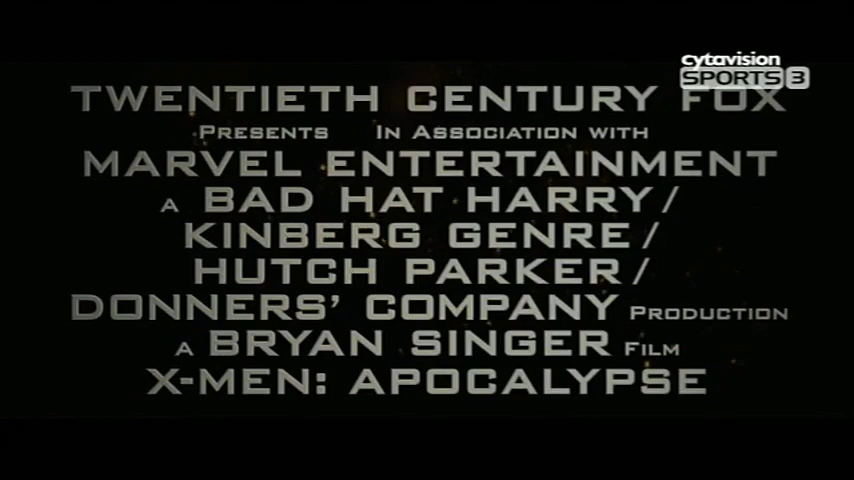 cytavision
SPORTS 3
TWENTIETH CENTURY FOX
PRESENTS IN ASSOCIATION WITH
MARVEL ENTERTAINMENT
A BAD HAT HARRY/
KINBERG GENRE/
HUTCH PARKER/
DONNERS' COMPANY PRODUCTION
A BRYAN SINGER FILM
X-MEN: APOCALYPSE